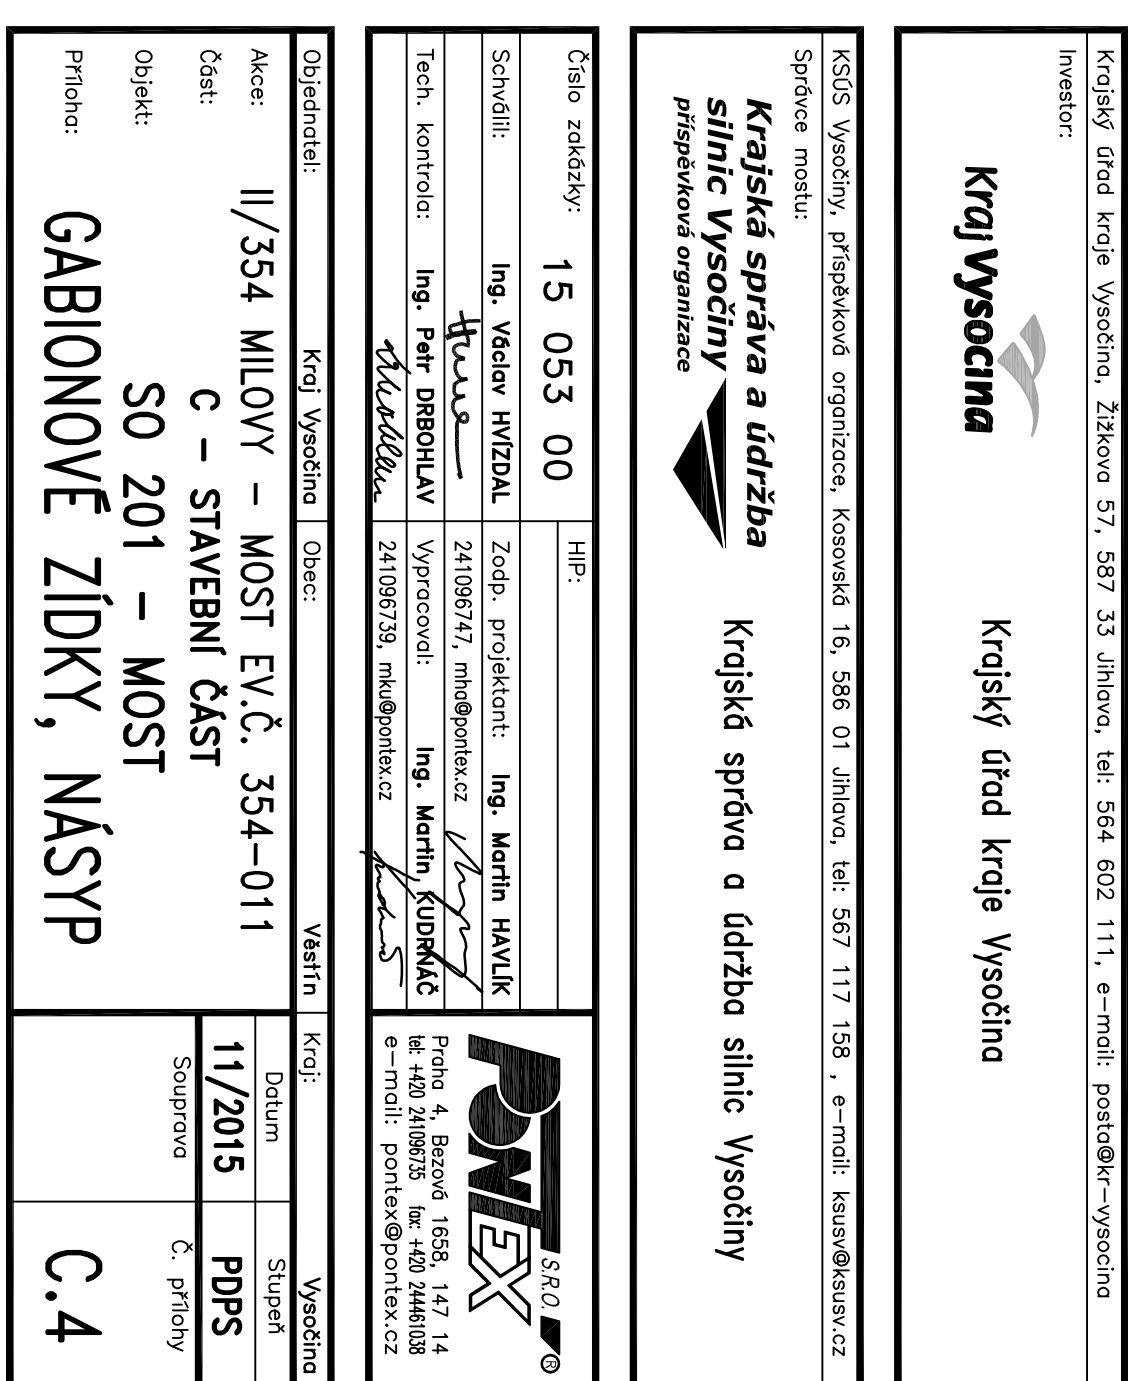 Krajský úřad kraje Vysočina, Žižkova 57, 587 33 Jihlava, tel: 564 602 111, e-mail: posta@kr-vysocina
Investor:
Kraj Vysočina
Krajský úřad kraje Vysočina
KSÚS Vysočiny, příspěvková organizace, Kosovská 16, 586 01 Jihlava, tel: 567 117 158 , e-mail: ksusv@ksusv.cz
Správce mostu:
Krajská správa a údržba
silnic Vysočiny
příspěvková organizace
Krajská správa a údržba silnic Vysočiny
Číslo zakázky: 15 053 00
HIP:
Schválil: Ing. Václav HVÍZDAL
Zodp. projektant: Ing. Martin HAVLÍK
241096747, mha@pontex.cz
Tech. kontrola: Ing. Petr DRBOHLAV
Vypracoval: Ing. Martin KUDRNÁČ
241096739, mku@pontex.cz
PONTEX S.R.O. ®
Praha 4, Bezová 1658, 147 14
tel: +420 241096735 fax: +420 244461038
e-mail: pontex@pontex.cz
Objednatel: Kraj Vysočina
Obec: Věstín
Kraj: Vysočina
Akce: II/354 MILOVY - MOST EV.Č. 354-011
Část: C - STAVEBNÍ ČÁST
Objekt: SO 201 - MOST
Příloha: GABIONOVÉ ZÍDKY, NÁSYP
Datum
11/2015
Stupeň
PDPS
Souprava
Č. přílohy
C.4